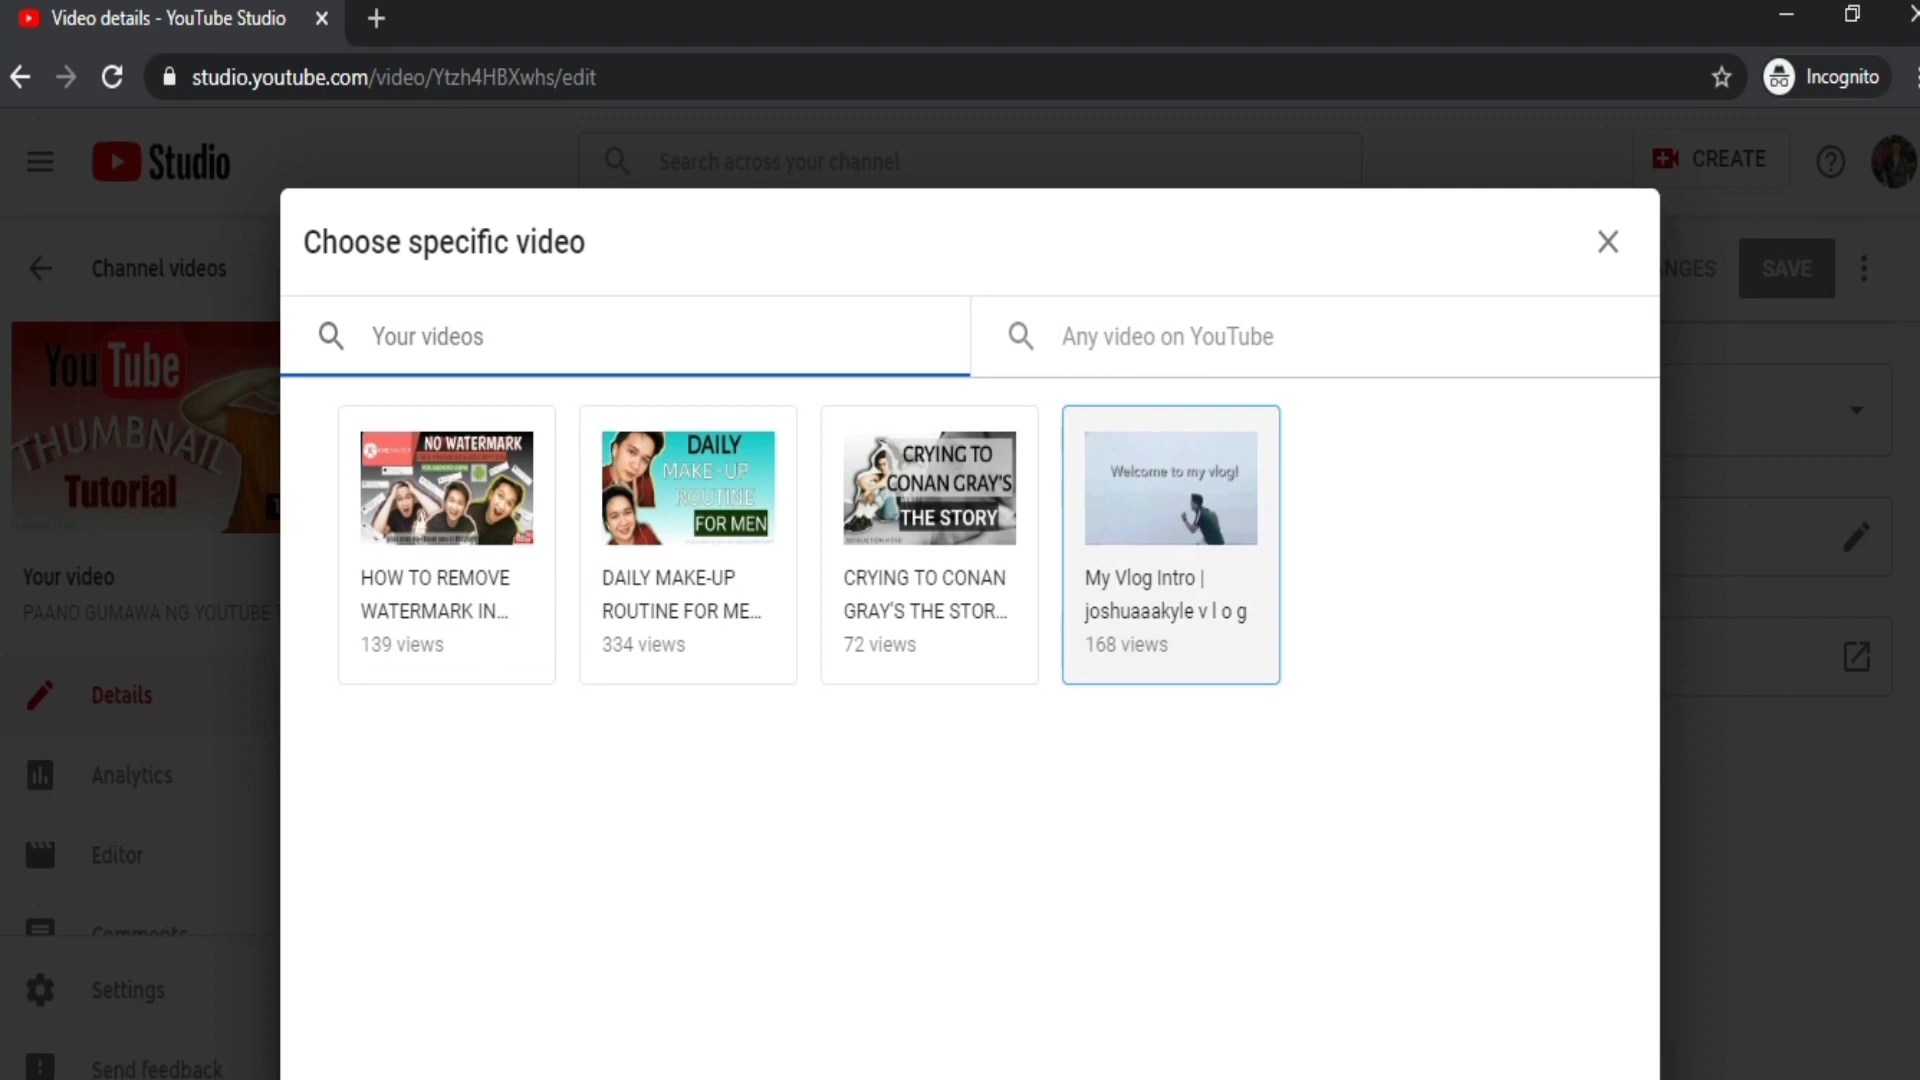 Video details - YouTube Studio
studio.youtube.com/video/Ytzh4HBXwhs/edit
Incognito
Studio
Search across your channel
CREATE
Choose specific video
Channel videos
NGES
SAVE
Your videos
Any video on YouTube
YouTube
THUMBNAIL
Tutorial
NO WATERMARK
DAILY
MAKE-UP
ROUTINE
FOR MEN
CRYING TO
CONAN GRAY'S
THE STORY
Welcome to my vlog!
HOW TO REMOVE
WATERMARK IN...
139 views
DAILY MAKE-UP
ROUTINE FOR ME...
334 views
CRYING TO CONAN
GRAY'S THE STOR...
72 views
My Vlog Intro |
joshuaaakyle v l o g
168 views
Your video
PAANO GUMAWA NG YOUTUBE T
Details
Analytics
Editor
Comments
Settings
Send feedback